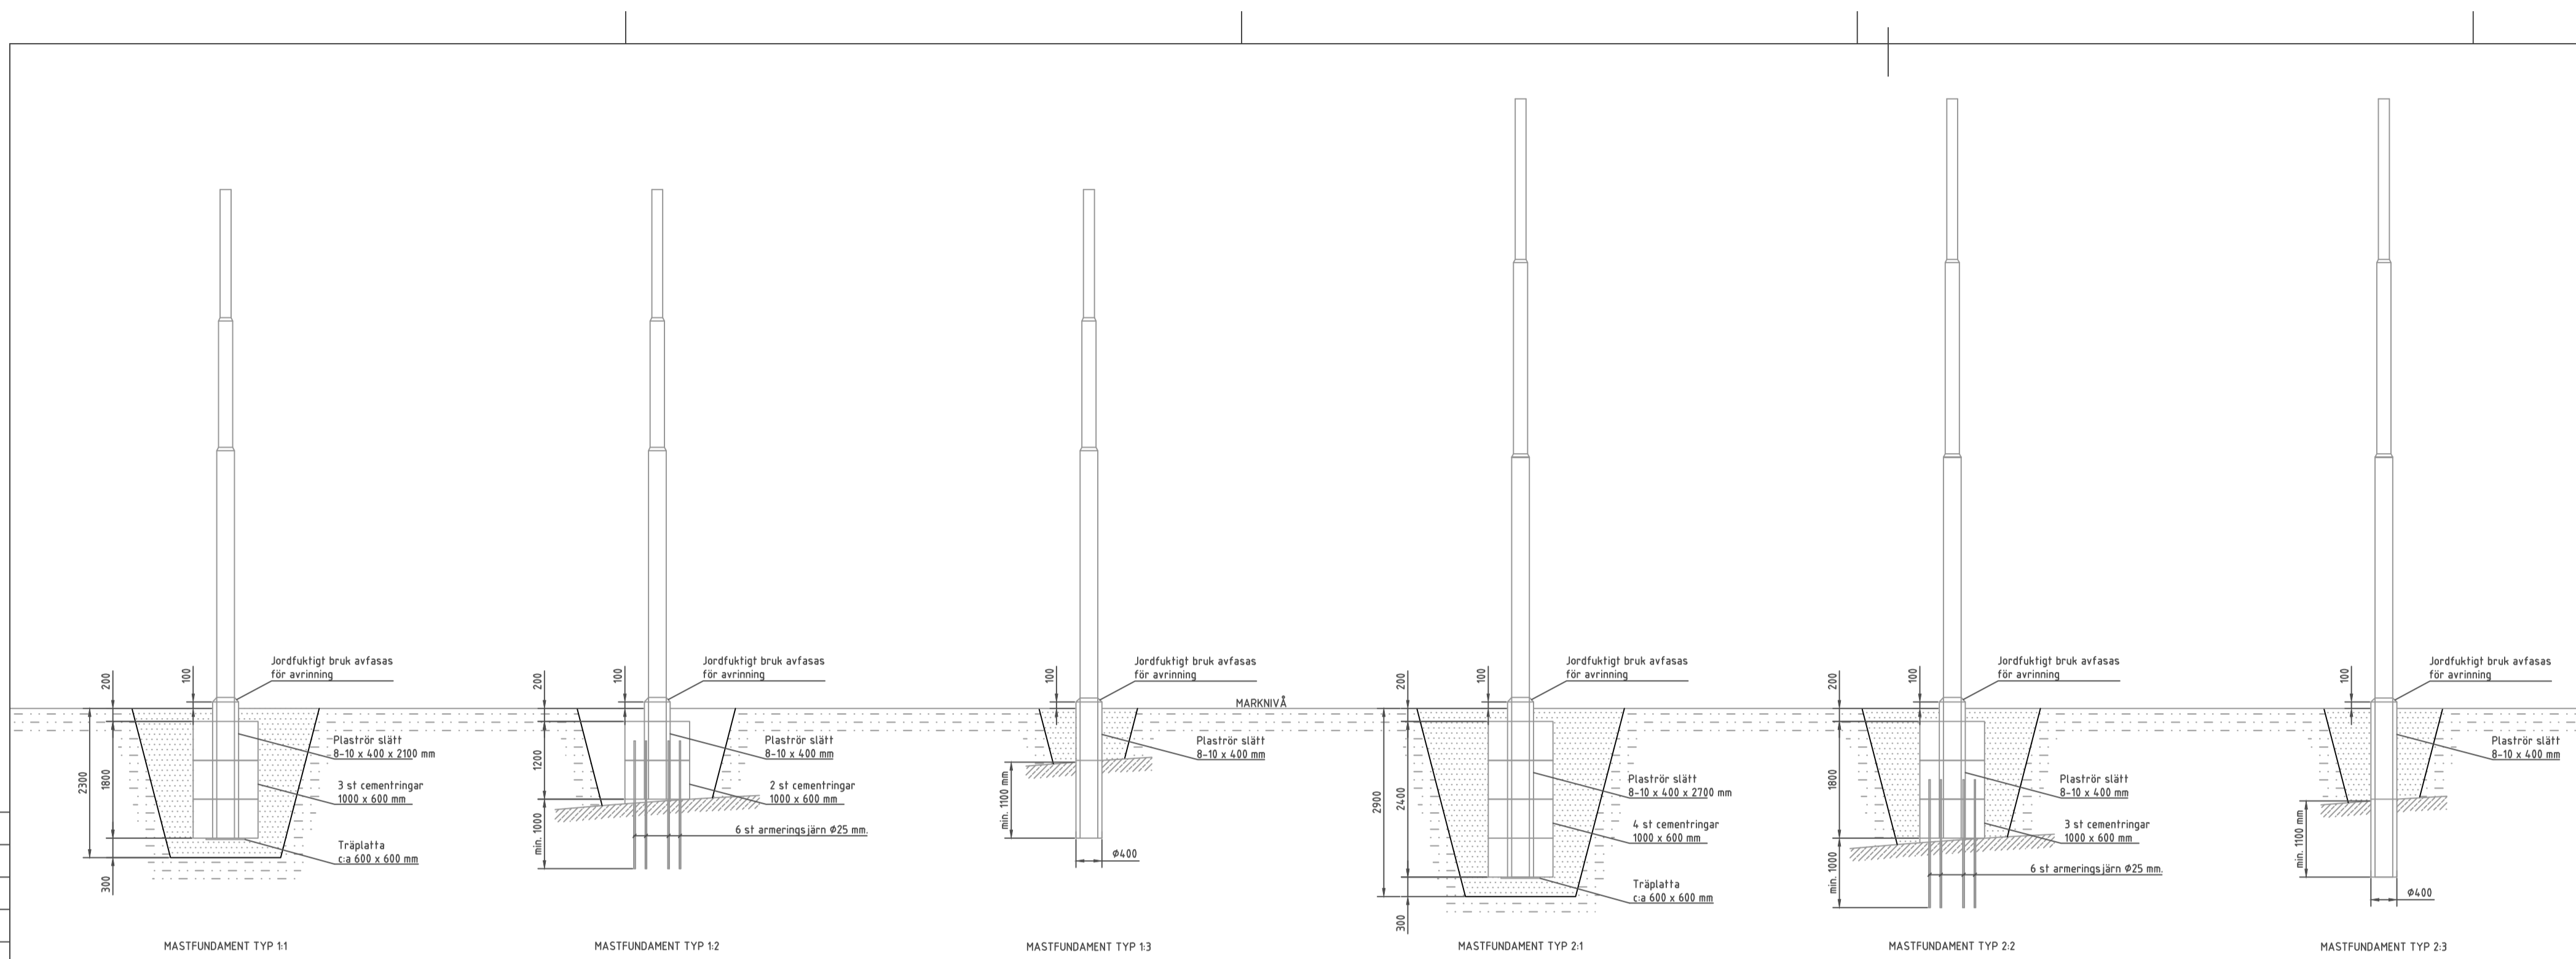 Jordfuktigt bruk avfasas
för avrinning
200
100
2300
1800
300
Plaströr slätt
8-10 x 400 x 2100 mm
3 st cementringar
1000 x 600 mm
Träplatta
c:a 600 x 600 mm
MASTFUNDAMENT TYP 1:1
Jordfuktigt bruk avfasas
för avrinning
200
100
1200
min. 1000
Plaströr slätt
8-10 x 400 mm
2 st cementringar
1000 x 600 mm
6 st armeringsjärn Ø25 mm.
MASTFUNDAMENT TYP 1:2
Jordfuktigt bruk avfasas
för avrinning
100
MARKNIVÅ
Plaströr slätt
8-10 x 400 mm
min. 1100 mm
Ø400
MASTFUNDAMENT TYP 1:3
Jordfuktigt bruk avfasas
för avrinning
200
100
2900
2400
300
Plaströr slätt
8-10 x 400 x 2700 mm
4 st cementringar
1000 x 600 mm
Träplatta
c:a 600 x 600 mm
MASTFUNDAMENT TYP 2:1
Jordfuktigt bruk avfasas
för avrinning
200
100
1800
min. 1000
Plaströr slätt
8-10 x 400 mm
3 st cementringar
1000 x 600 mm
6 st armeringsjärn Ø25 mm.
MASTFUNDAMENT TYP 2:2
Jordfuktigt bruk avfasas
för avrinning
100
Plaströr slätt
8-10 x 400 mm
min. 1100 mm
Ø400
MASTFUNDAMENT TYP 2:3